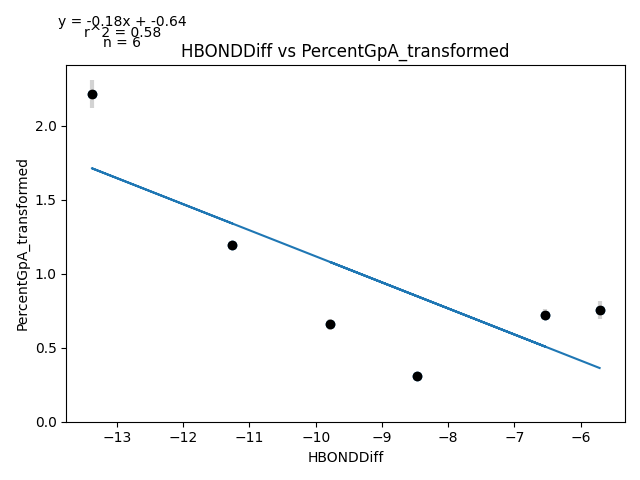 y = -0.18x + -0.64
r^2 = 0.58
n = 6
HBONDDiff vs PercentGpA_transformed
PercentGpA_transformed
2.0
1.5
1.0
0.5
0.0
−13 −12 −11 −10 −9 −8 −7 −6
HBONDDiff